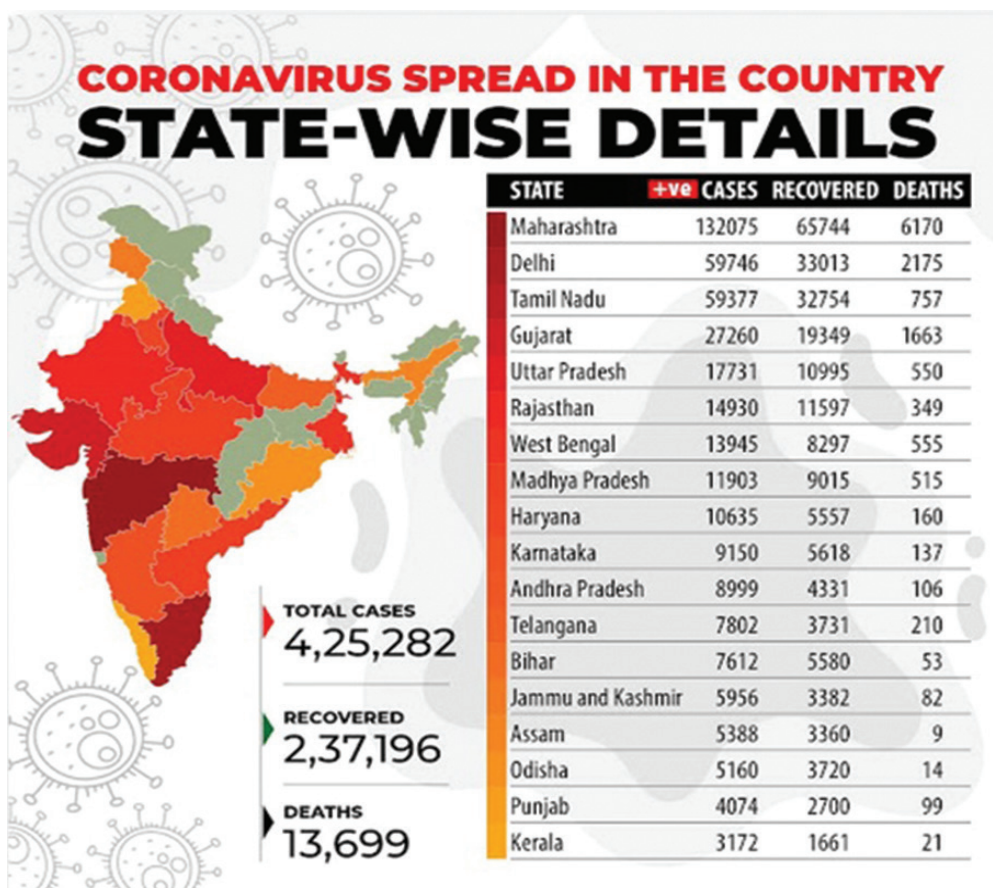 CORONAVIRUS SPREAD IN THE COUNTRY
STATE-WISE DETAILS
STATE +ve CASES RECOVERED DEATHS
Maharashtra 132075 65744 6170
Delhi 59746 33013 2175
Tamil Nadu 59377 32754 757
Gujarat 27260 19349 1663
Uttar Pradesh 17731 10995 550
Rajasthan 14930 11597 349
West Bengal 13945 8297 555
Madhya Pradesh 11903 9015 515
Haryana 10635 5557 160
Karnataka 9150 5618 137
Andhra Pradesh 8999 4331 106
Telangana 7802 3731 210
Bihar 7612 5580 53
Jammu and Kashmir 5956 3382 82
Assam 5388 3360 9
Odisha 5160 3720 14
Punjab 4074 2700 99
Kerala 3172 1661 21
TOTAL CASES
4,25,282
RECOVERED
2,37,196
DEATHS
13,699